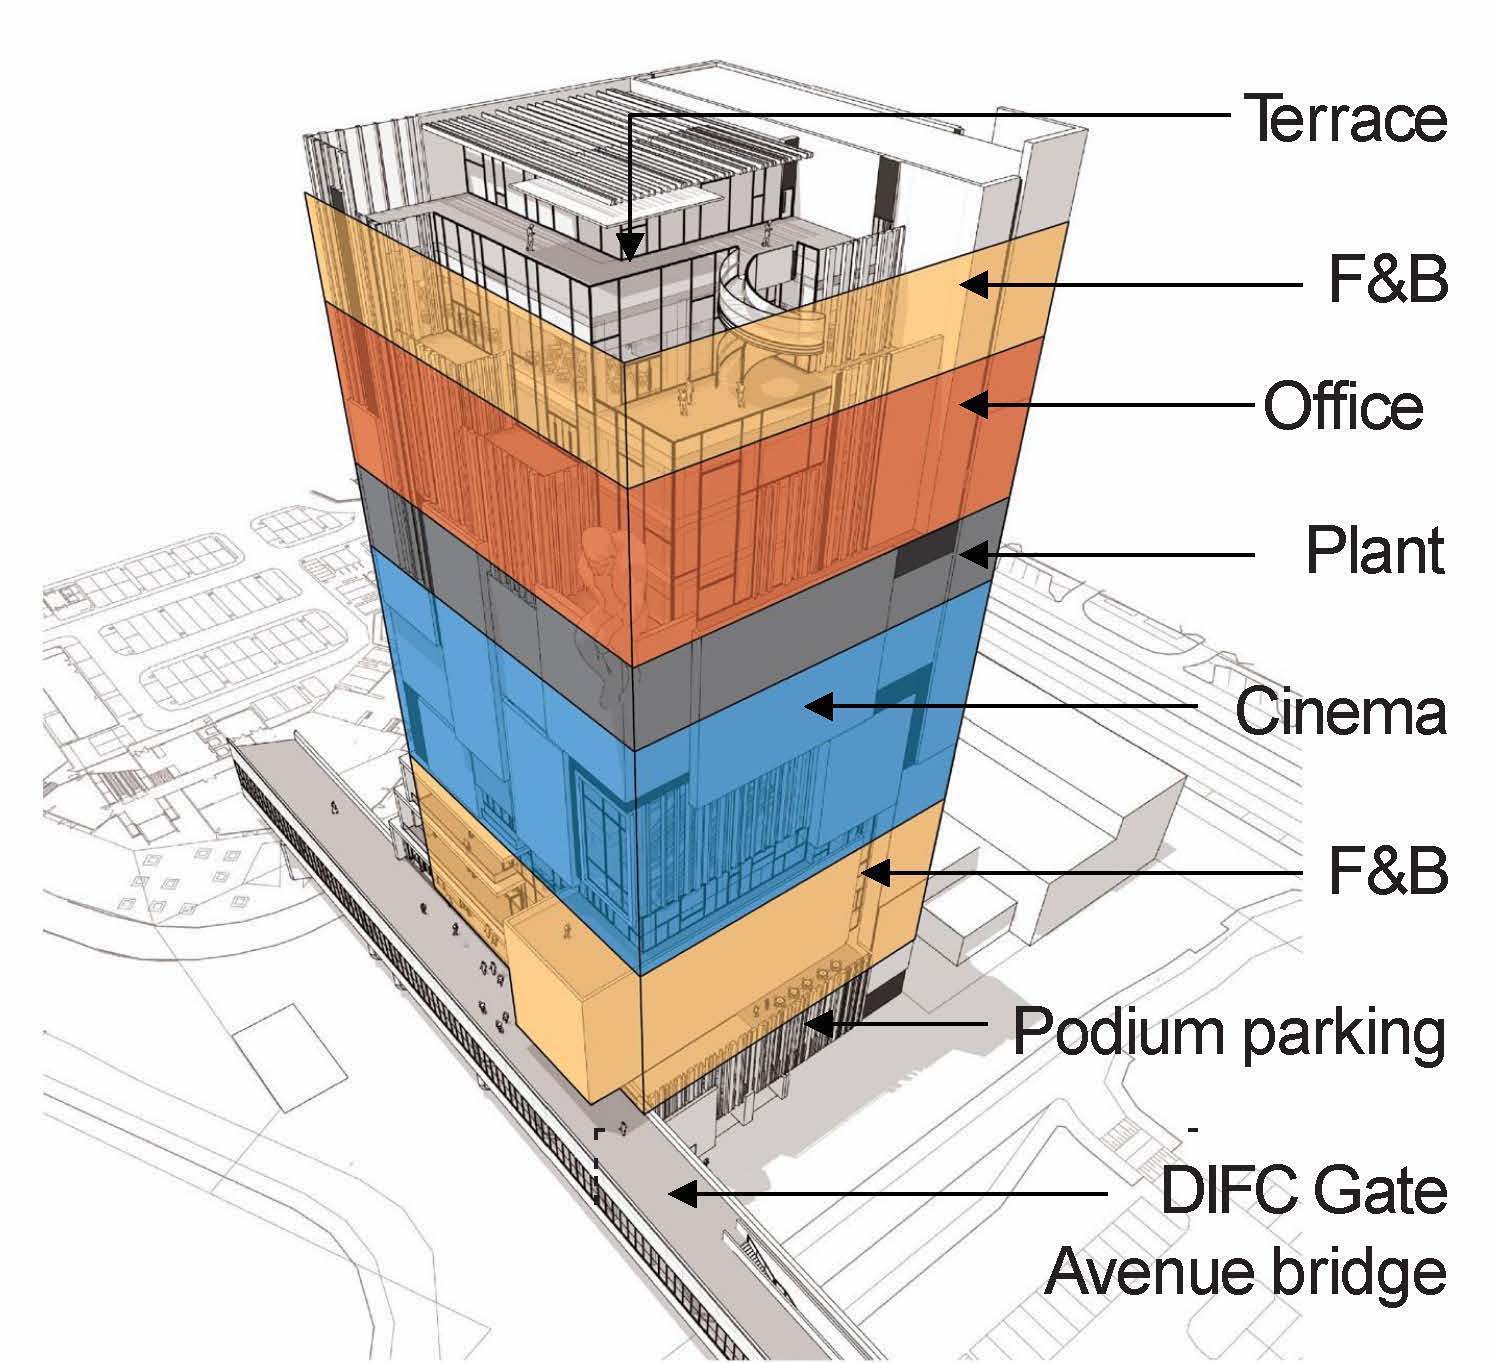 Terrace
F&B
Office
Plant
Cinema
F&B
Podium parking
DIFC Gate
Avenue bridge